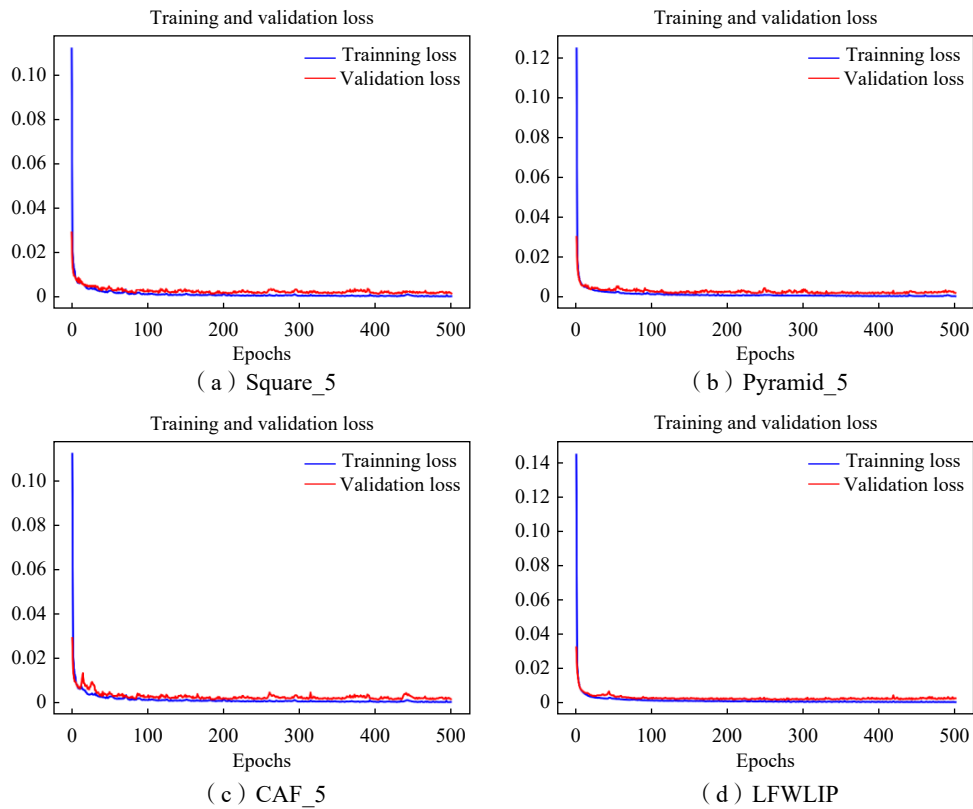 Training and validation loss
Trainning loss
Validation loss
0.10
0.08
0.06
0.04
0.02
0
0 100 200 300 400 500
Epochs
（a）Square_5
Training and validation loss
Trainning loss
Validation loss
0.12
0.10
0.08
0.06
0.04
0.02
0
0 100 200 300 400 500
Epochs
（b）Pyramid_5
Training and validation loss
Trainning loss
Validation loss
0.10
0.08
0.06
0.04
0.02
0
0 100 200 300 400 500
Epochs
（c）CAF_5
Training and validation loss
Trainning loss
Validation loss
0.14
0.12
0.10
0.08
0.06
0.04
0.02
0
0 100 200 300 400 500
Epochs
（d）LFWLIP